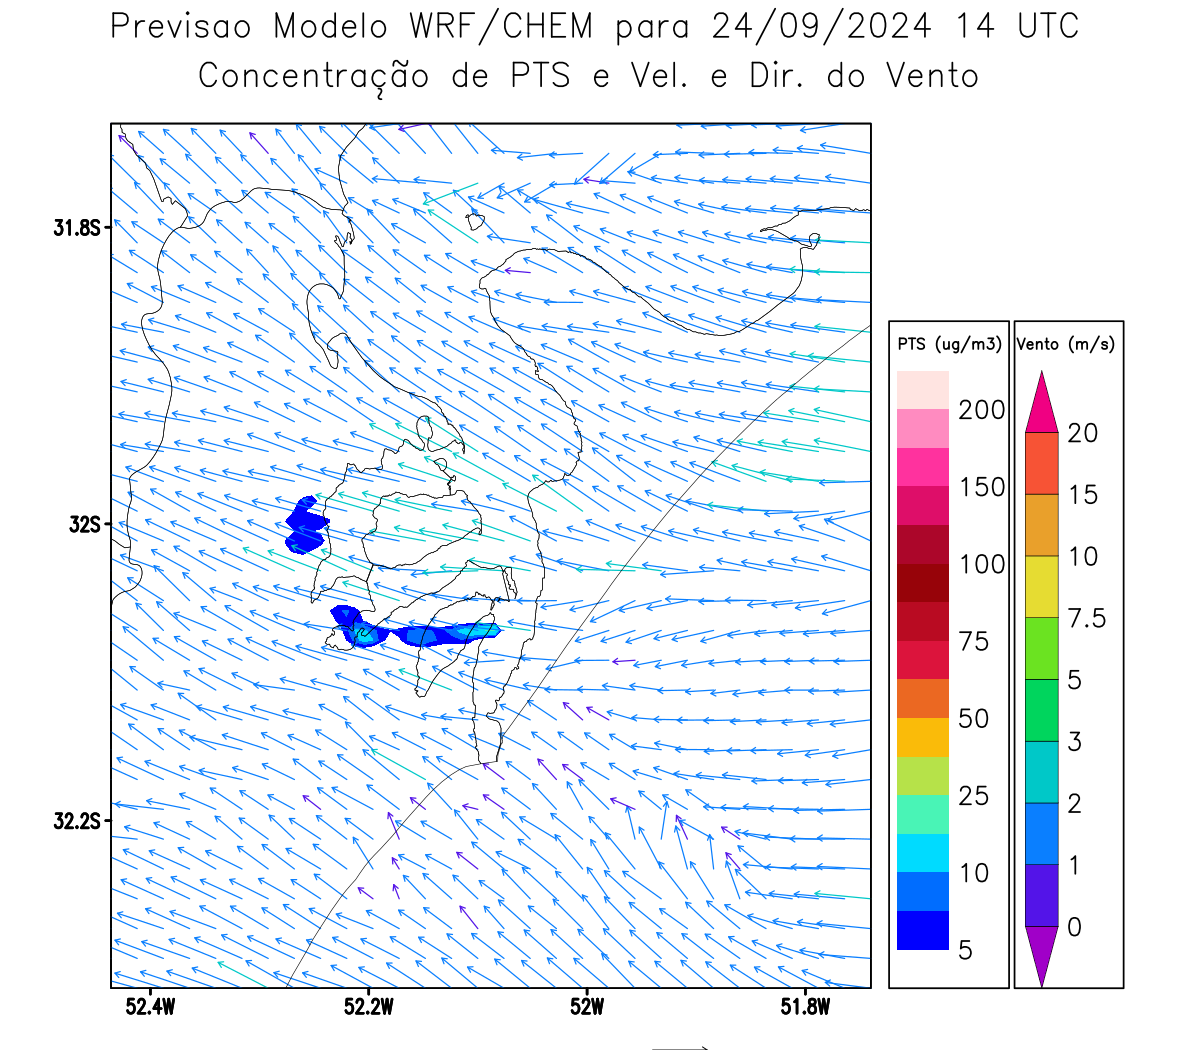 Previsao Modelo WRF/CHEM para 24/09/2024 14 UTC
Concentração de PTS e Vel. e Dir. do Vento
31.8S
32S
32.2S
52.4W
52.2W
52W
51.8W
PTS (ug/m3)
200
150
100
75
50
25
10
5
Vento (m/s)
20
15
10
7.5
5
3
2
1
0